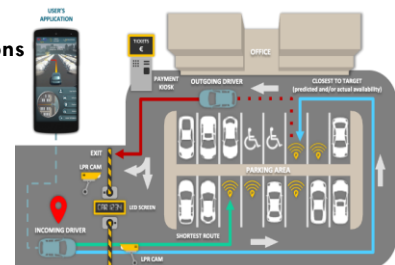 USER'S
APPLICATION
ons
TICKETS
€
PAYMENT
KIOSK
OFFICE
OUTGOING DRIVER
CLOSEST TO TARGET
(predicted and/or actual availability)
EXIT
LPR CAM
PARKING AREA
LED SCREEN
INCOMING DRIVER
SHORTEST ROUTE
LPR CAM